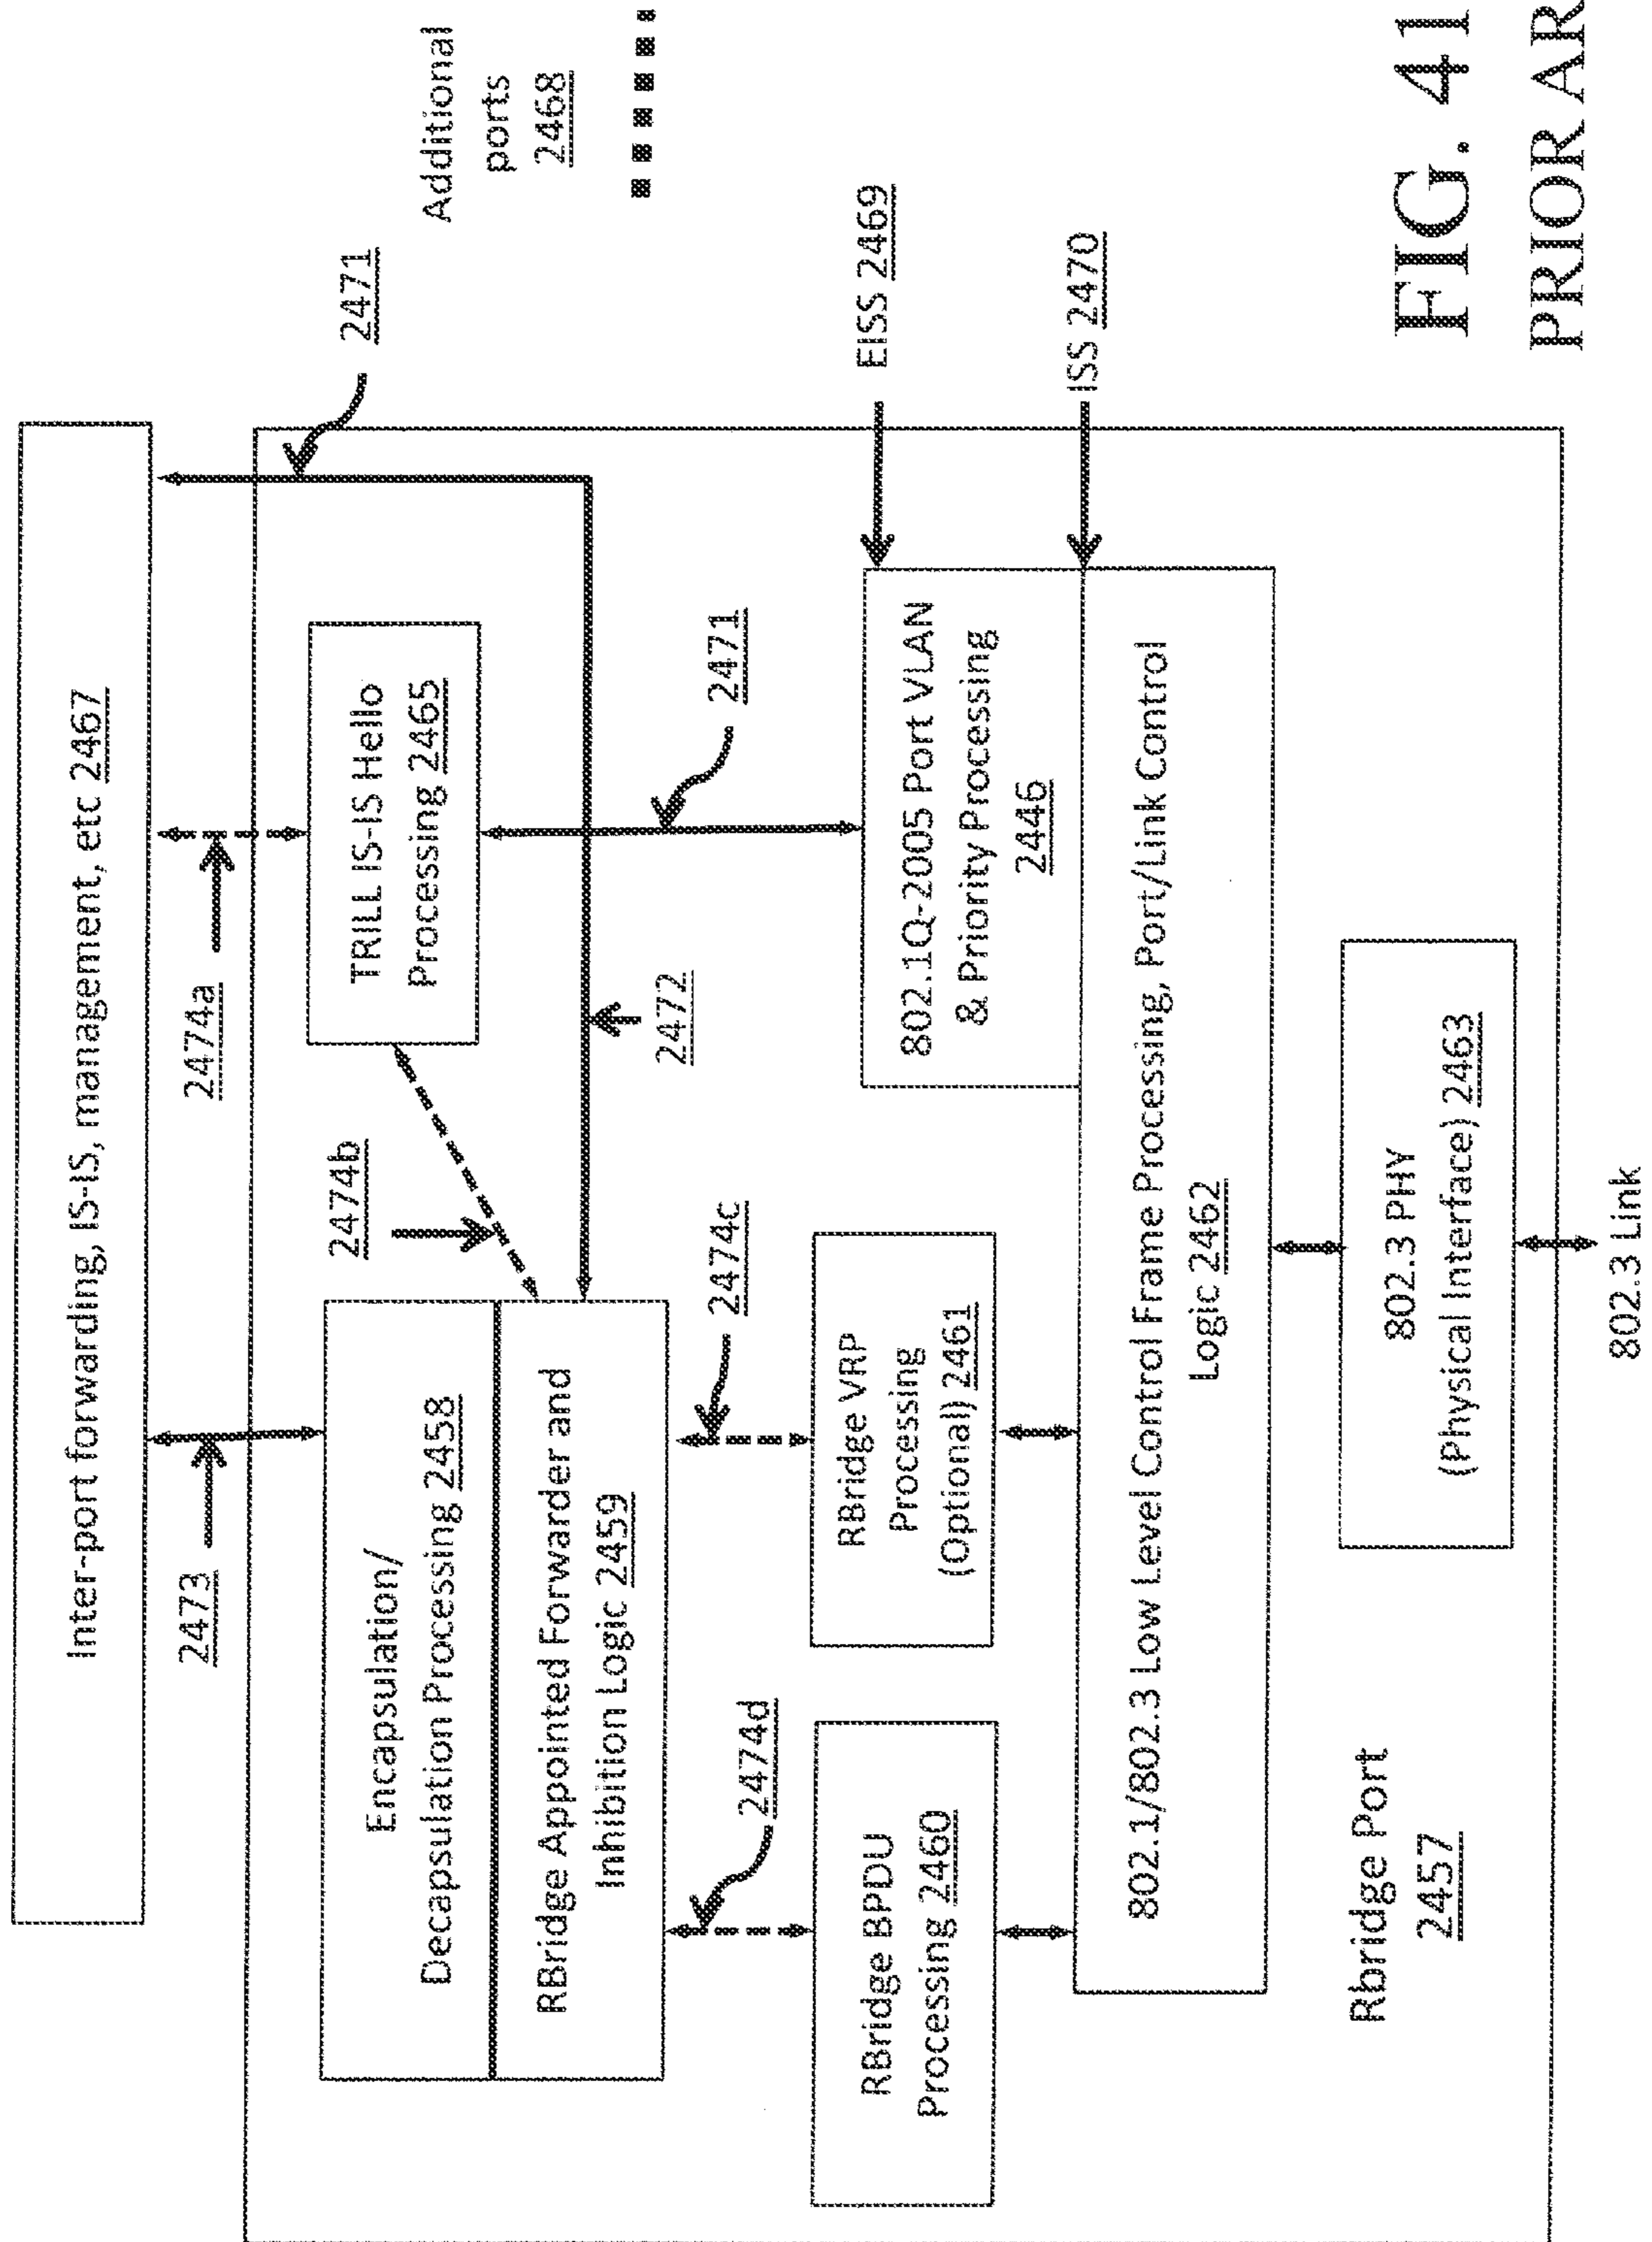 Inter-port forwarding, IS-IS, management, etc 2467
2473
2474a
2471
Additional
ports
2468
Encapsulation/
Decapsulation Processing 2458
RBridge Appointed Forwarder and
Inhibition Logic 2459
2474b
TRILL IS-IS Hello
Processing 2465
2472
2471
2474d
2474c
RBridge BPDU
Processing 2460
RBridge VRP
Processing
(Optional) 2461
802.1Q-2005 Port VLAN
& Priority Processing
2446
EISS 2469
ISS 2470
802.1/802.3 Low Level Control Frame Processing, Port/Link Control
Logic 2462
Rbridge Port
2457
802.3 PHY
(Physical Interface) 2463
802.3 Link
FIG. 41
PRIOR AR